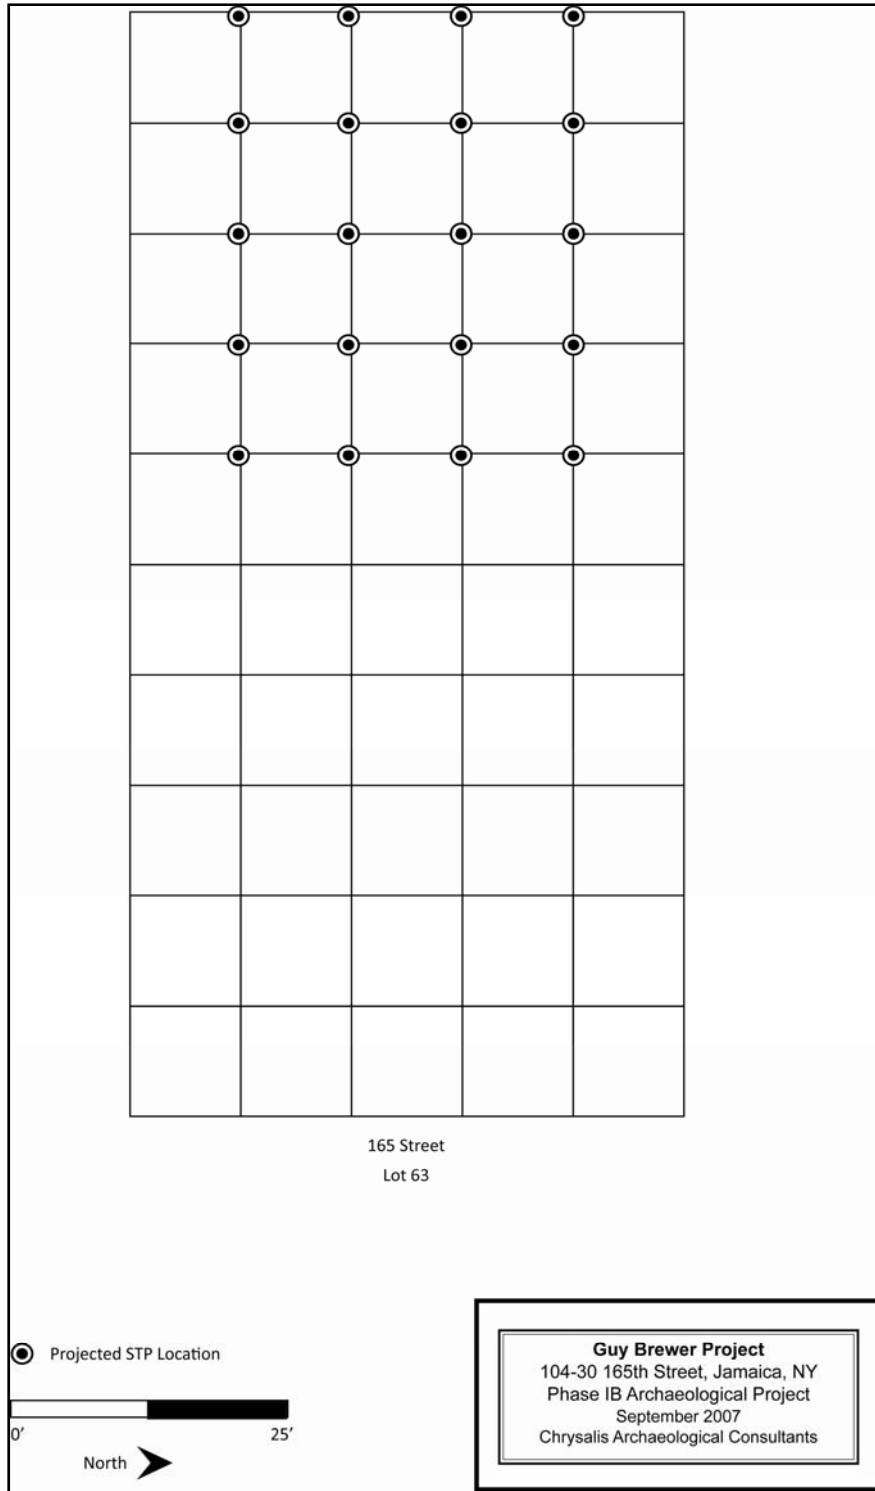 165 Street
Lot 63
Projected STP Location
0’ 25’
North
Guy Brewer Project
104-30 165th Street, Jamaica, NY
Phase IB Archaeological Project
September 2007
Chrysalis Archaeological Consultants